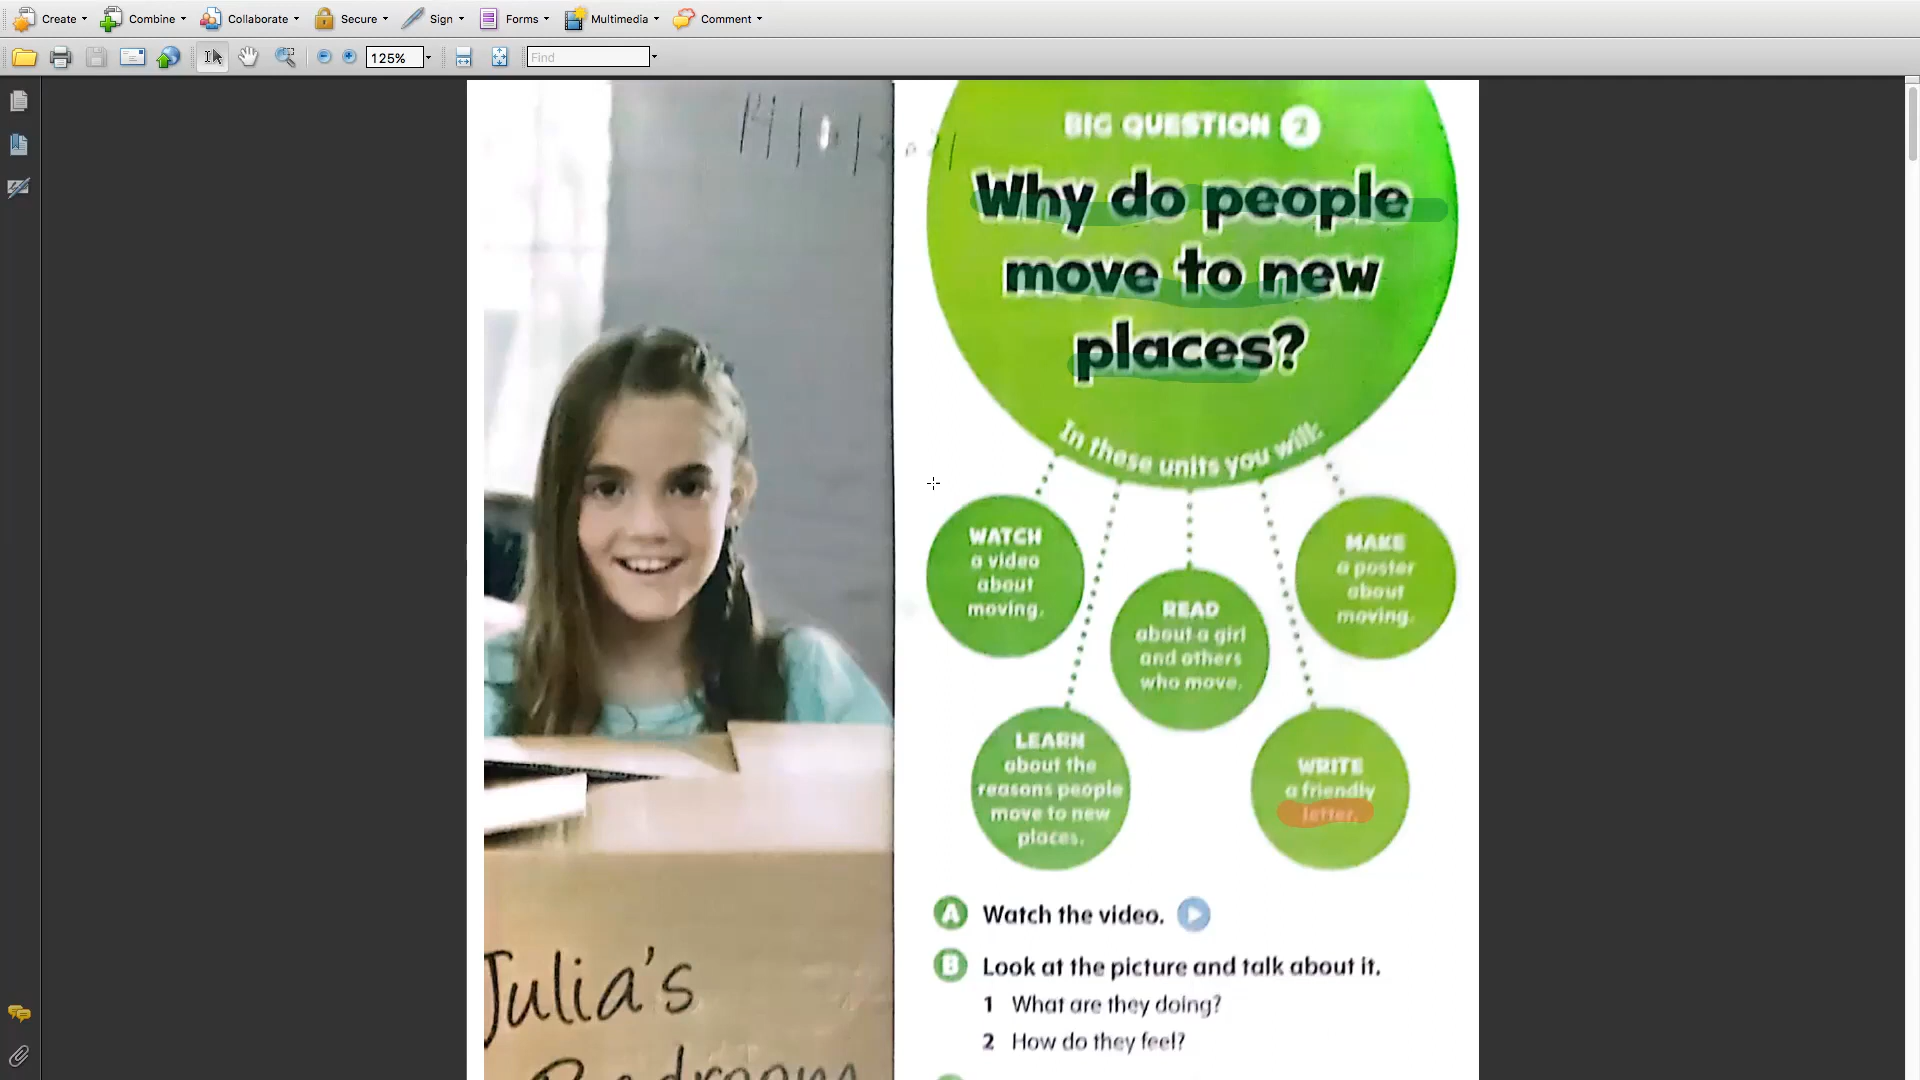 Create
Combine
Collaborate
Secure
Sign
Forms
Multimedia
Comment
125%
Find
BIG QUESTION 2
Why do people
move to new
places?
In these units you will:
WATCH
a video
about
moving.
LEARN
about the
reasons people
move to new
places.
READ
about a girl
and others
who move.
WRITE
a friendly
letter.
MAKE
a poster
about
moving.
A Watch the video.
B Look at the picture and talk about it.
1 What are they doing?
2 How do they feel?
Julia's
Bedroom